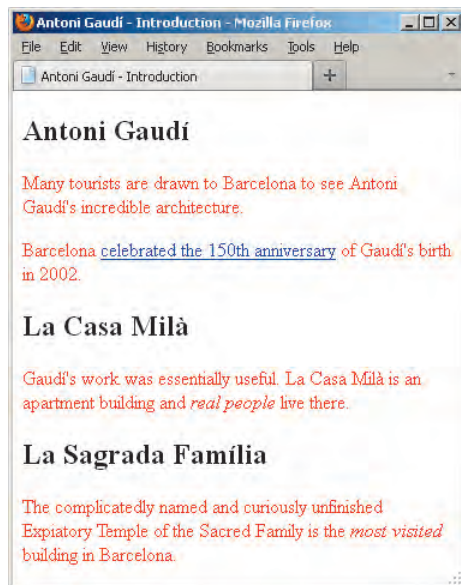 Antoni Gaudí - Introduction - Mozilla Firefox
File Edit View History Bookmarks Tools Help
Antoni Gaudí - Introduction
Antoni Gaudí
Many tourists are drawn to Barcelona to see Antoni
Gaudí's incredible architecture.
Barcelona celebrated the 150th anniversary of Gaudí's birth
in 2002.
La Casa Milà
Gaudí's work was essentially useful. La Casa Milà is an
apartment building and real people live there.
La Sagrada Família
The complicatedly named and curiously unfinished
Expiatory Temple of the Sacred Family is the most visited
building in Barcelona.